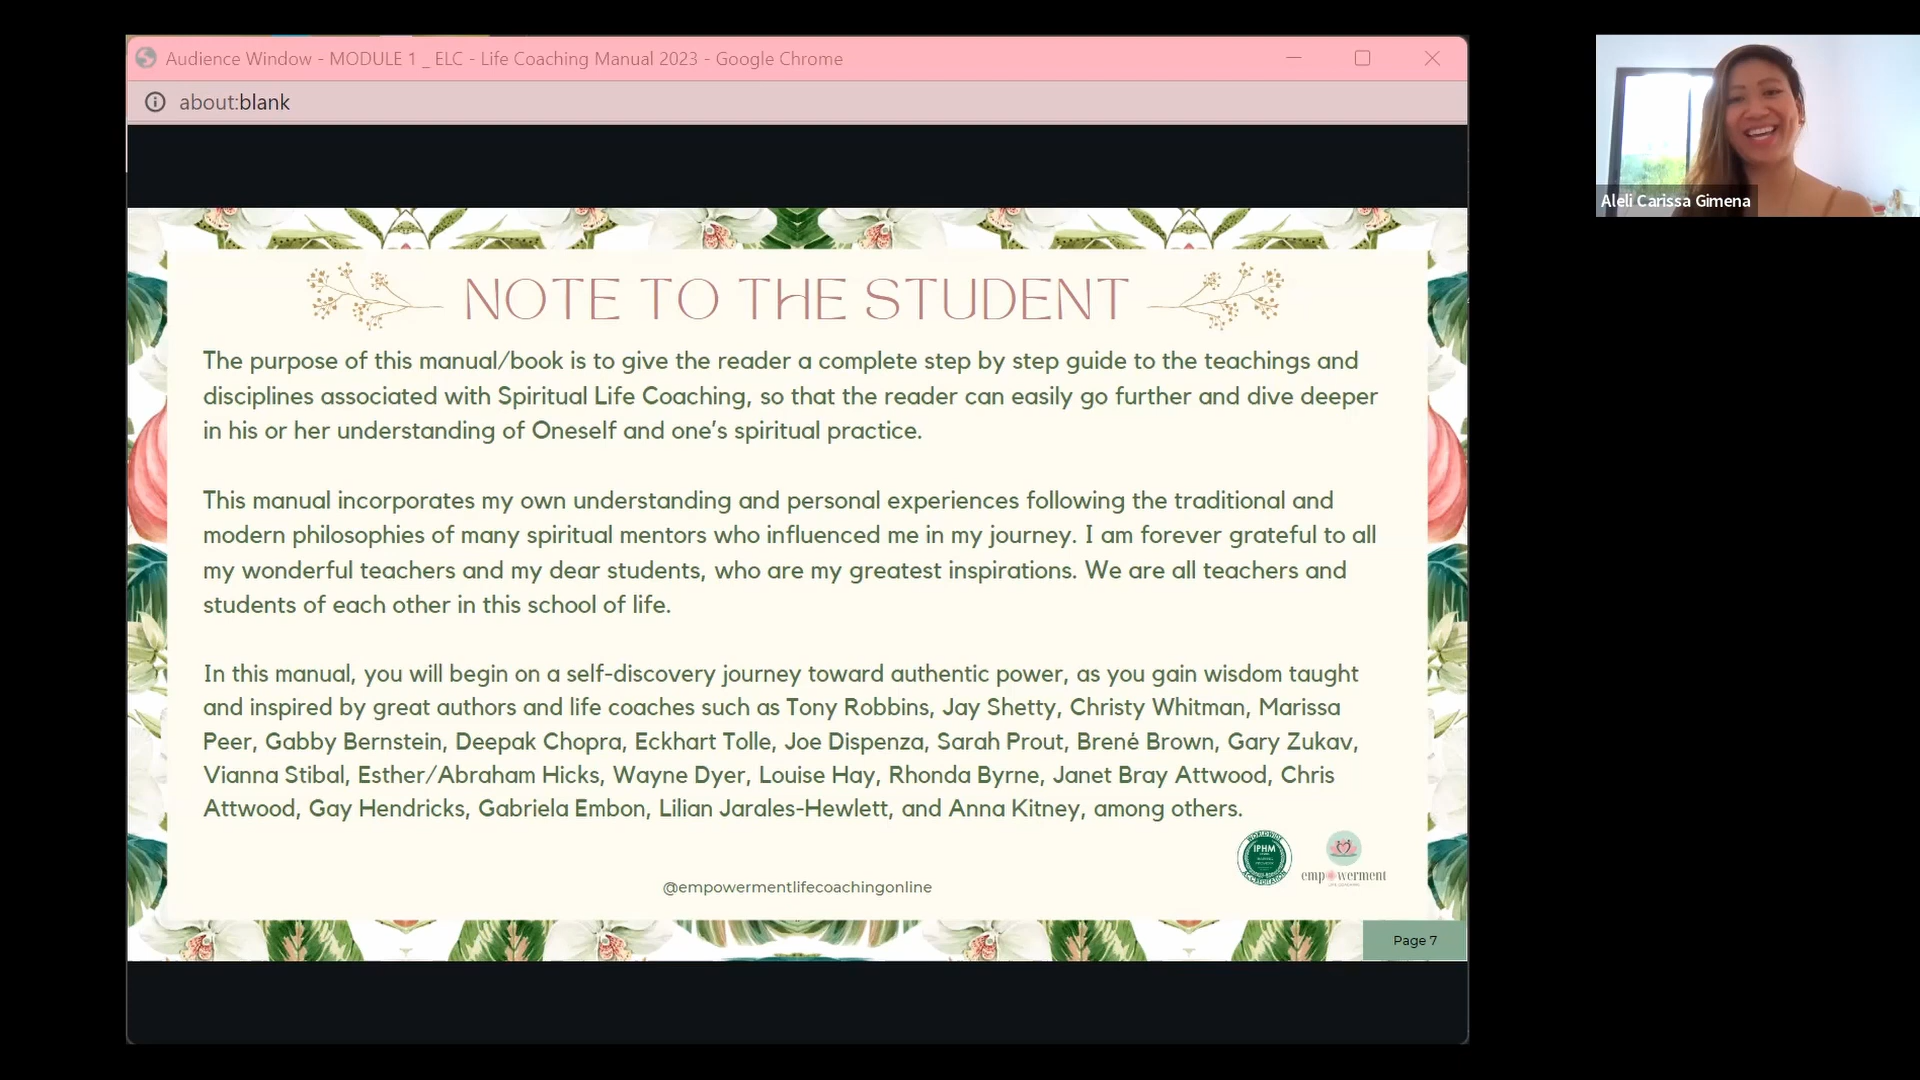 Audience Window - MODULE 1 _ ELC - Life Coaching Manual 2023 - Google Chrome
about:blank
Aleli Carissa Gimena
NOTE TO THE STUDENT
The purpose of this manual/book is to give the reader a complete step by step guide to the teachings and
disciplines associated with Spiritual Life Coaching, so that the reader can easily go further and dive deeper
in his or her understanding of Oneself and one's spiritual practice.
This manual incorporates my own understanding and personal experiences following the traditional and
modern philosophies of many spiritual mentors who influenced me in my journey. I am forever grateful to all
my wonderful teachers and my dear students, who are my greatest inspirations. We are all teachers and
students of each other in this school of life.
In this manual, you will begin on a self-discovery journey toward authentic power, as you gain wisdom taught
and inspired by great authors and life coaches such as Tony Robbins, Jay Shetty, Christy Whitman, Marissa
Peer, Gabby Bernstein, Deepak Chopra, Eckhart Tolle, Joe Dispenza, Sarah Prout, Brené Brown, Gary Zukav,
Vianna Stibal, Esther/Abraham Hicks, Wayne Dyer, Louise Hay, Rhonda Byrne, Janet Bray Attwood, Chris
Attwood, Gay Hendricks, Gabriela Embon, Lilian Jarales-Hewlett, and Anna Kitney, among others.
IPHM
empowerment
@empowermentlifecoachingonline
Page 7